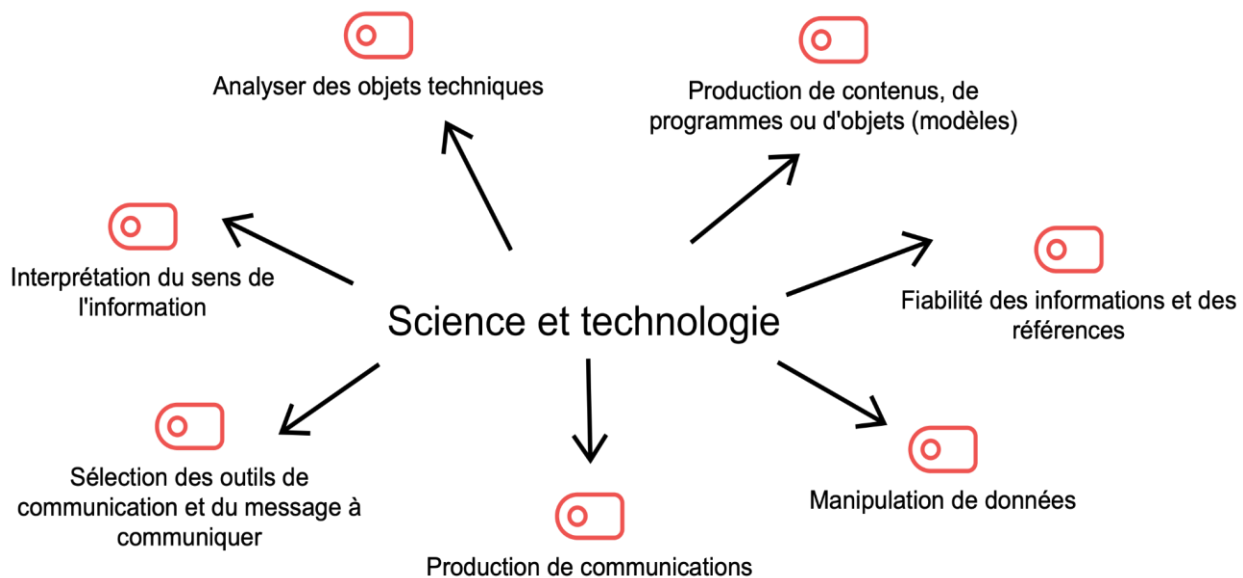 Analyser des objets techniques
Production de contenus, de
programmes ou d'objets (modèles)
Interprétation du sens de
l'information
Fiabilité des informations et des
références
Science et technologie
Sélection des outils de
communication et du message à
communiquer
Manipulation de données
Production de communications